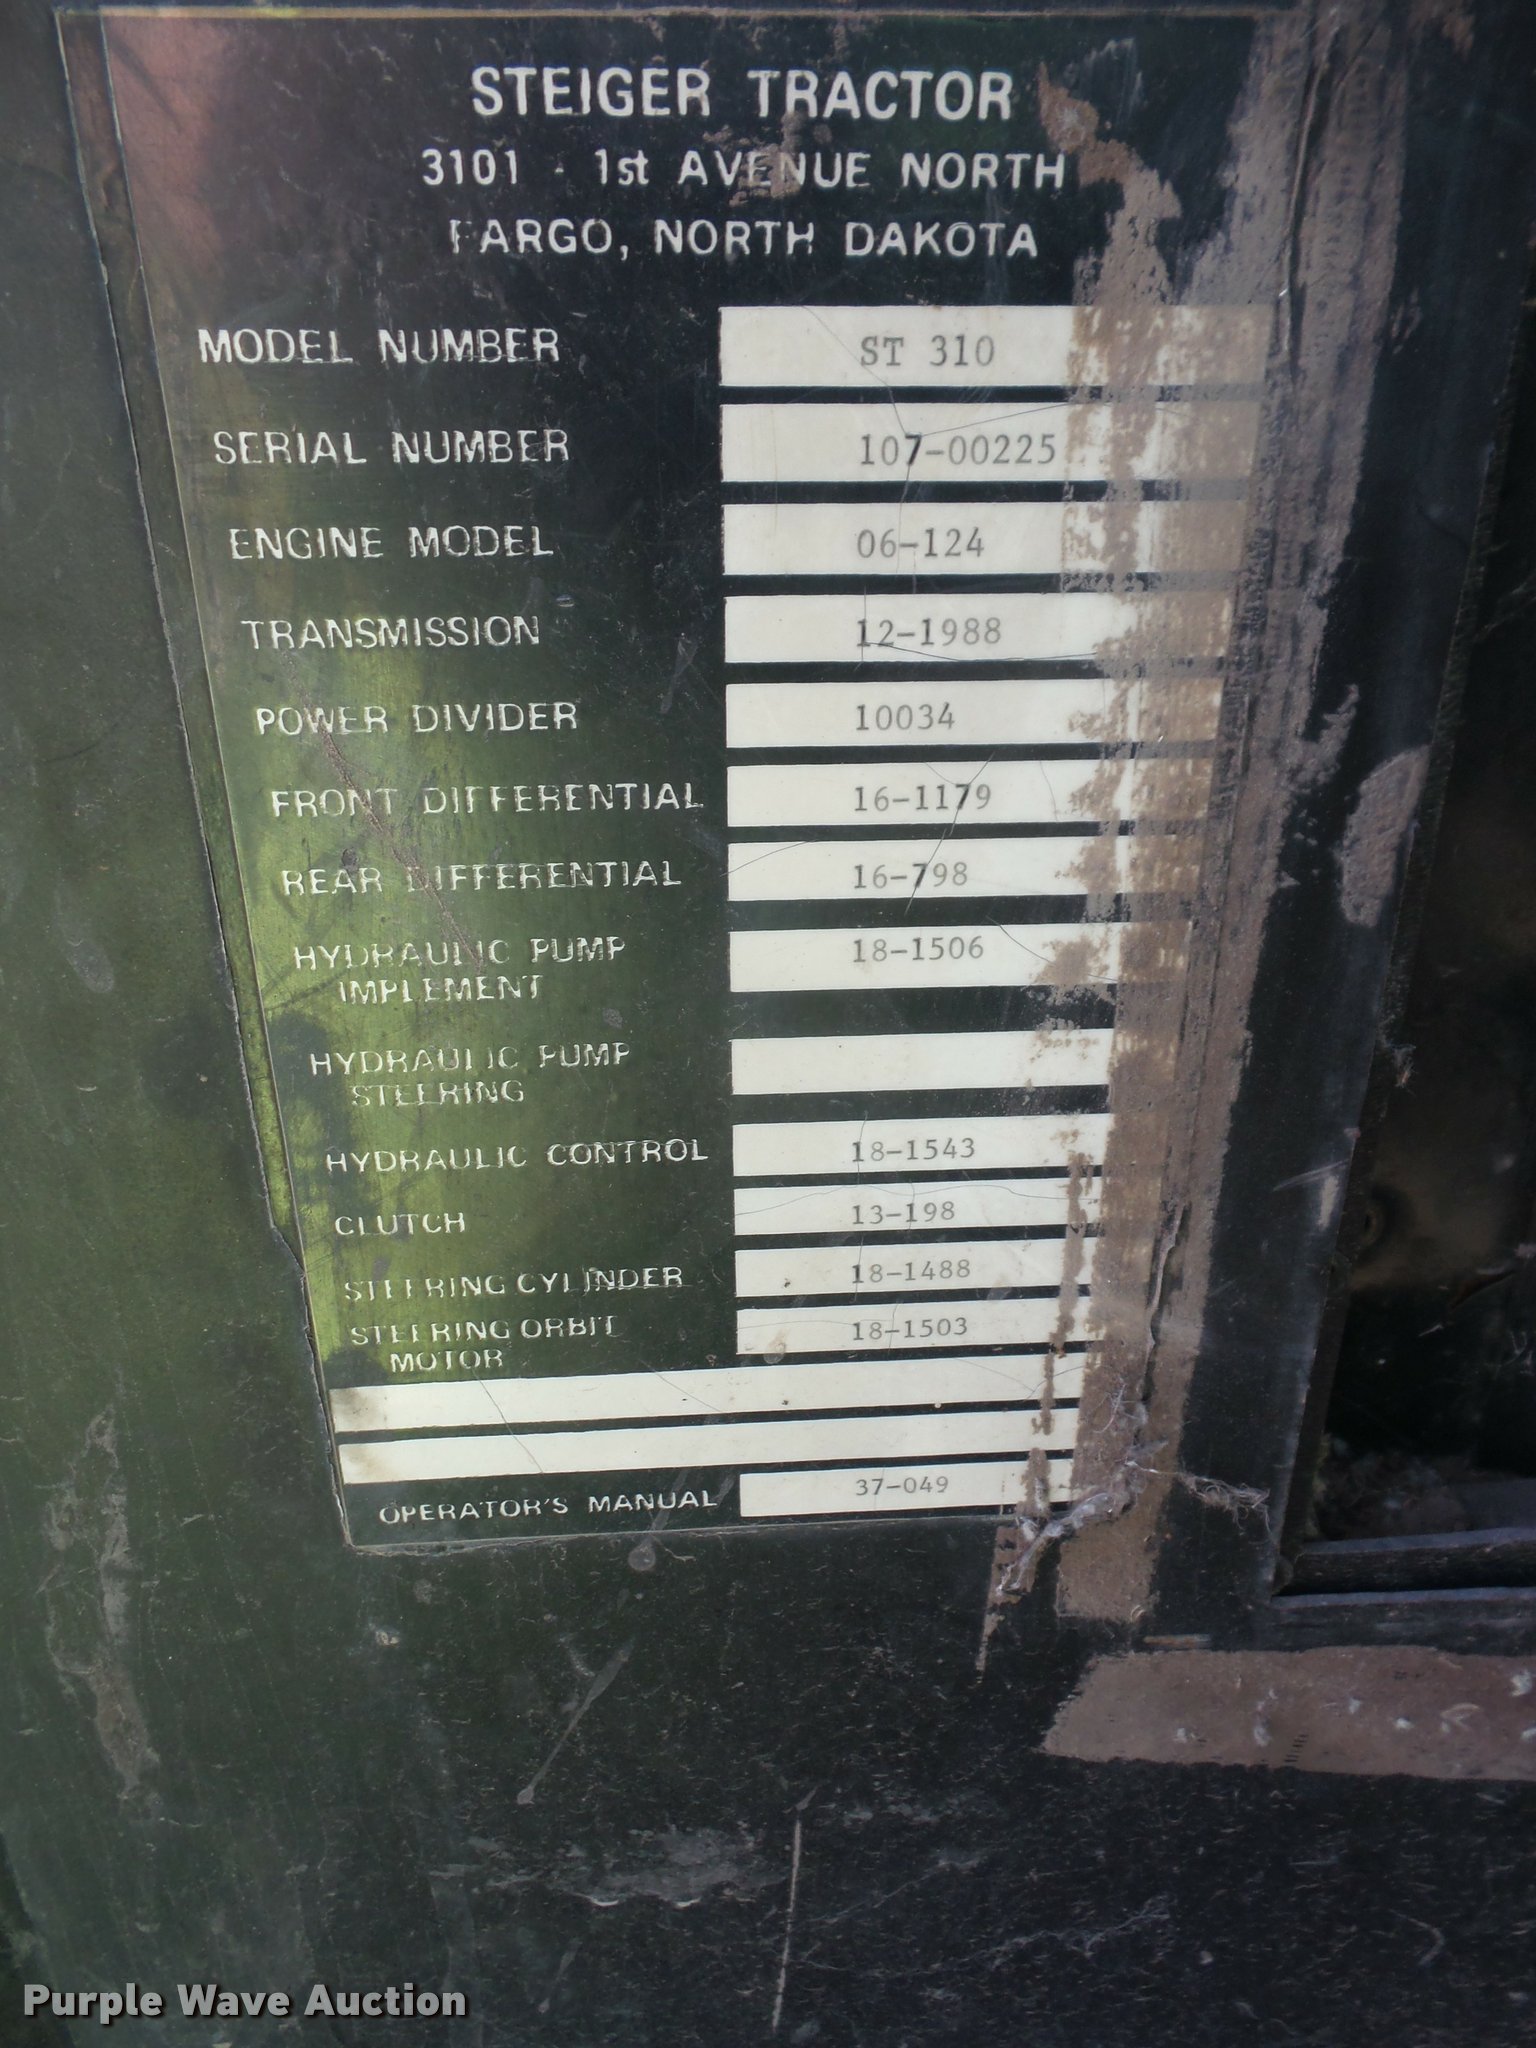 STEIGER TRACTOR
3101 - 1st AVENUE NORTH
FARGO, NORTH DAKOTA
MODEL NUMBER ST 310
SERIAL NUMBER 107-00225
ENGINE MODEL 06-124
TRANSMISSION 12-1988
POWER DIVIDER 10034
FRONT DIFFERENTIAL 16-1179
REAR DIFFERENTIAL 16-798
HYDRAULIC PUMP 18-1506
IMPLEMENT
HYDRAULIC PUMP
STEERING
HYDRAULIC CONTROL 18-1543
CLUTCH 13-198
STEERING CYLINDER 18-1488
STEERING ORBIT 18-1503
MOTOR
OPERATOR'S MANUAL 37-049
Purple Wave Auction